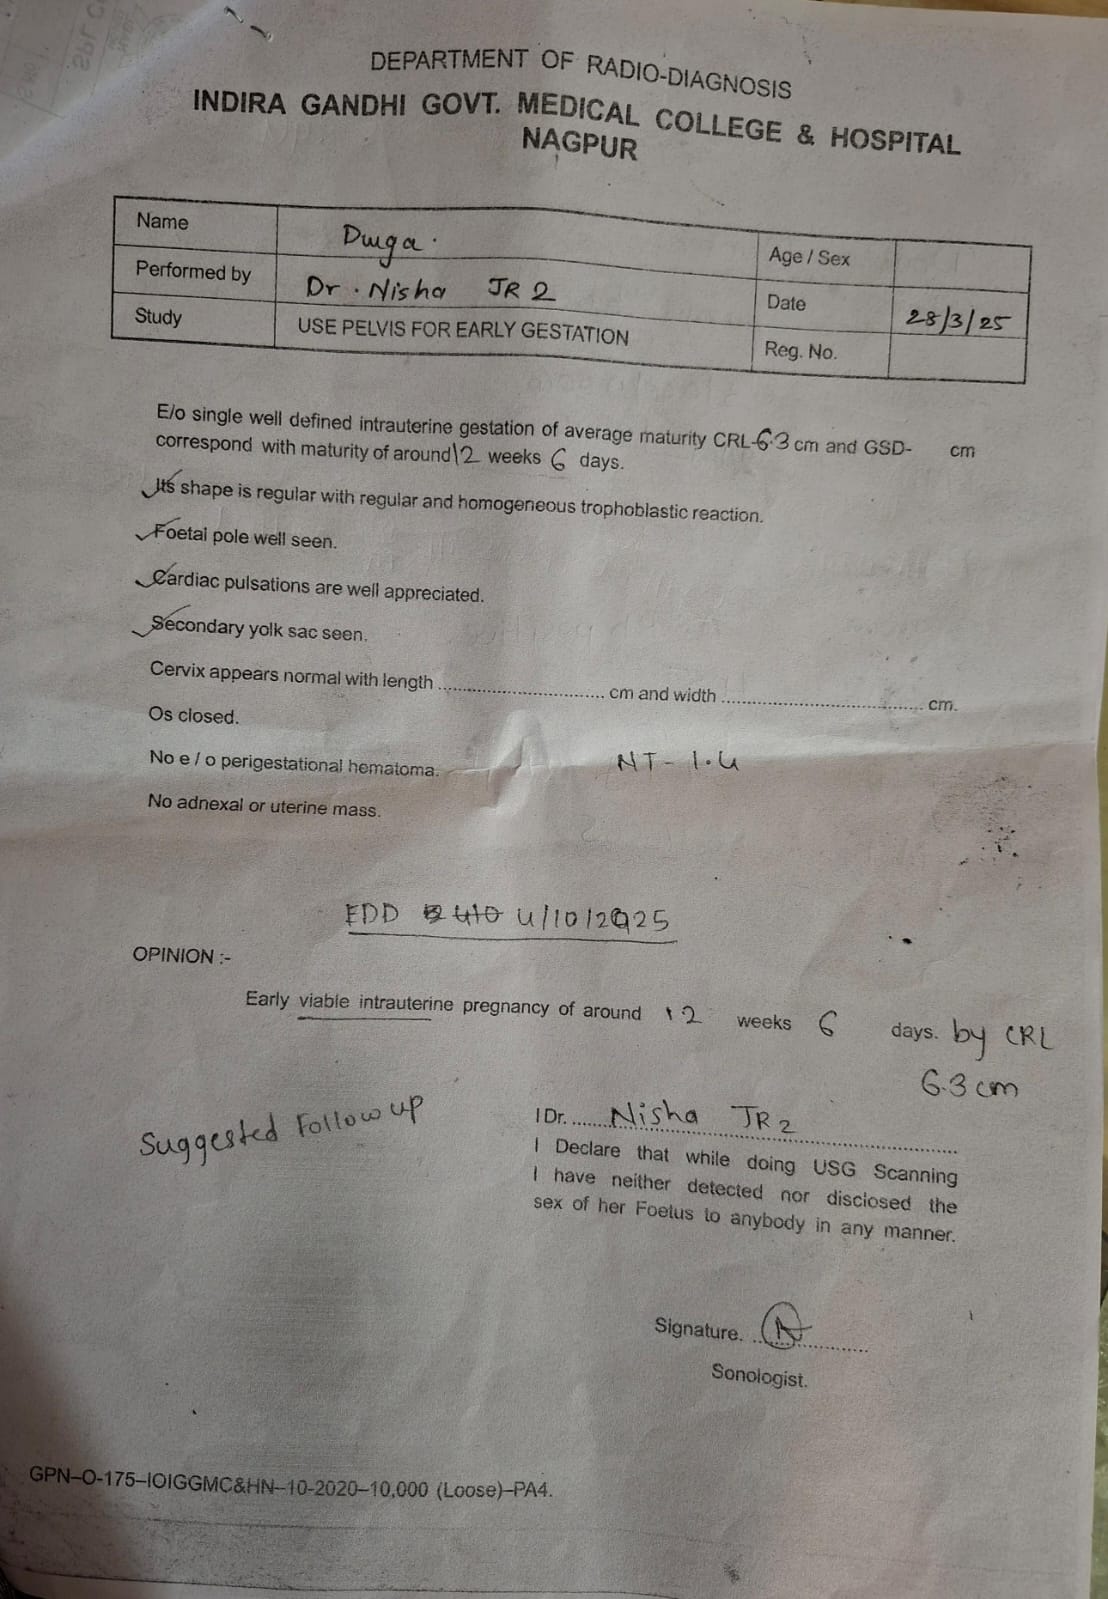 DEPARTMENT OF RADIO-DIAGNOSIS
INDIRA GANDHI GOVT. MEDICAL COLLEGE & HOSPITAL
NAGPUR
Name Durga. Age / Sex
Performed by Dr. Nisha JR 2 Date 28/3/25
Study USE PELVIS FOR EARLY GESTATION Reg. No.
E/o single well defined intrauterine gestation of average maturity CRL-6.3 cm and GSD- cm
correspond with maturity of around 12 weeks 6 days.
Its shape is regular with regular and homogeneous trophoblastic reaction.
Foetal pole well seen.
Cardiac pulsations are well appreciated.
Secondary yolk sac seen.
Cervix appears normal with length .............................. cm and width .................................... cm.
Os closed.
No e / o perigestational hematoma. NT - 1.4
No adnexal or uterine mass.
EDD 4/10/2025
OPINION :-
Early viable intrauterine pregnancy of around 12 weeks 6 days. by CRL
6.3 cm
Suggested Follow up
I Dr. ...... Nisha JR 2
I Declare that while doing USG Scanning
I have neither detected nor disclosed the
sex of her Foetus to anybody in any manner.
Signature. ....................
Sonologist.
GPN–O-175–IOIGGMC&HN–10-2020–10,000 (Loose)–PA4.